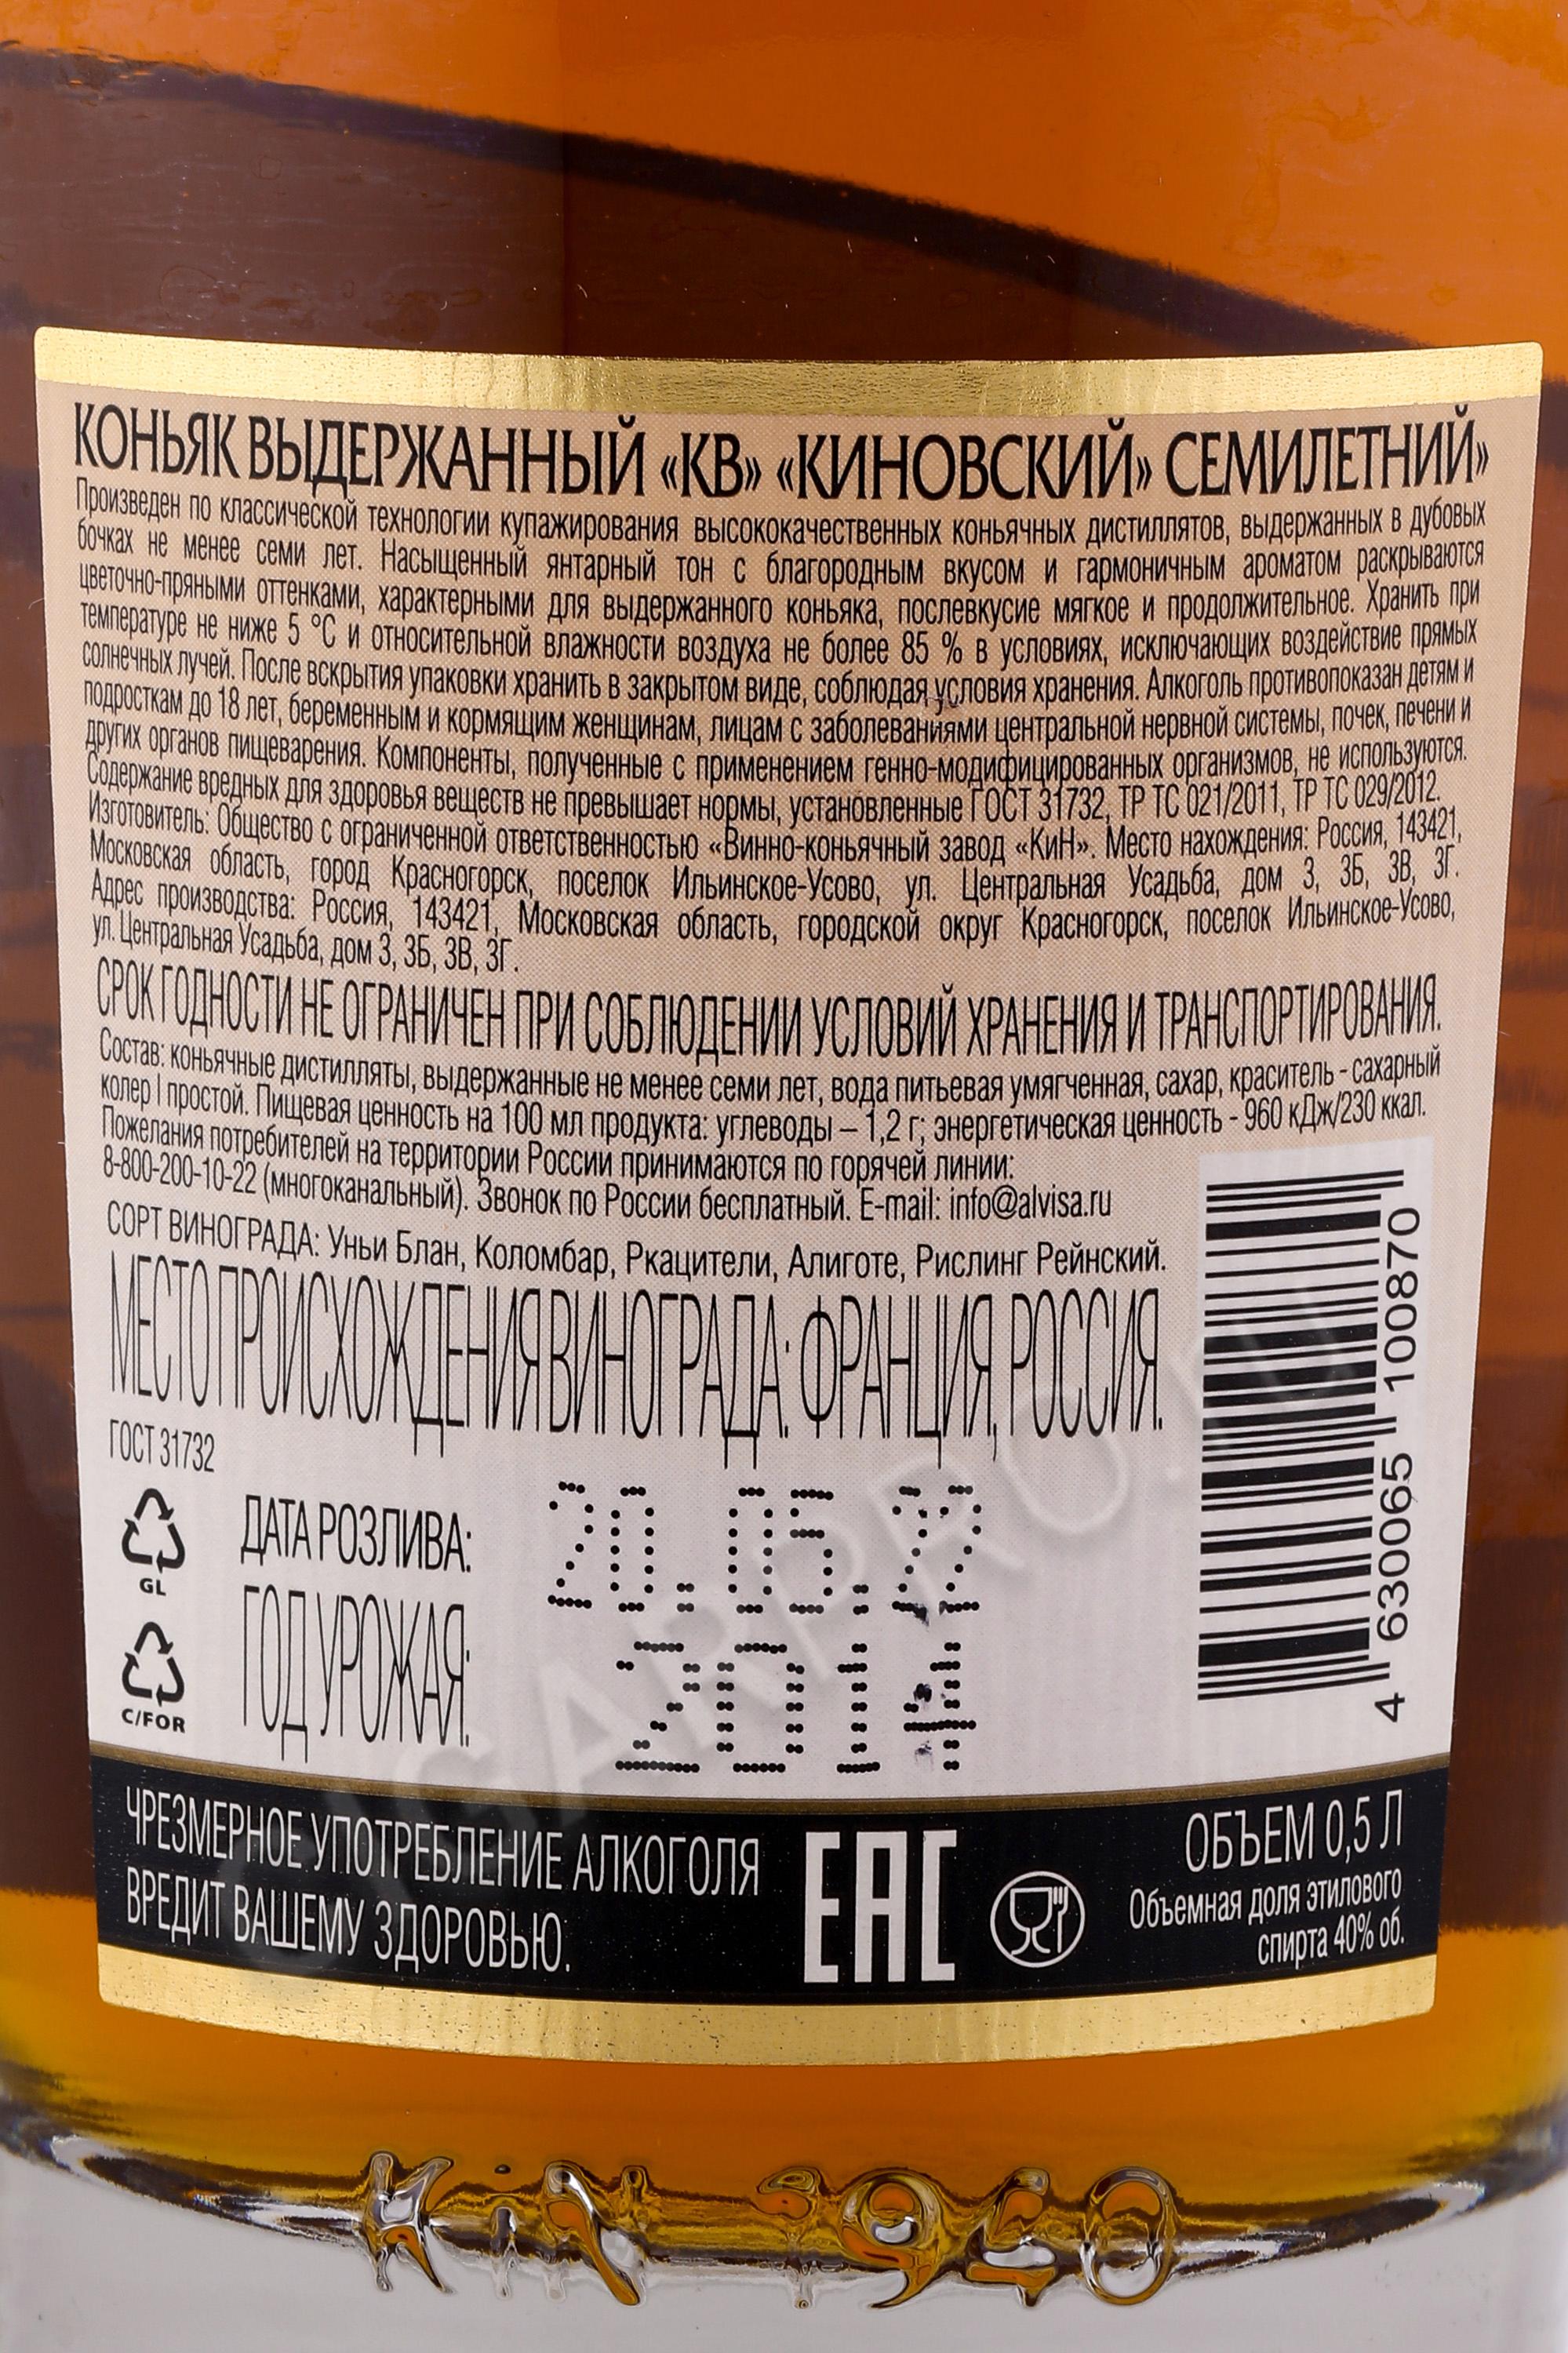 КОНЬЯК ВЫДЕРЖАННЫЙ «КВ» «КИНОВСКИЙ» СЕМИЛЕТНИЙ»
Произведен по классической технологии купажирования высококачественных коньячных дистиллятов, выдержанных в дубовых
бочках не менее семи лет. Насыщенный янтарный тон с благородным вкусом и гармоничным ароматом раскрываются
цветочно-пряными оттенками, характерными для выдержанного коньяка, послевкусие мягкое и продолжительное. Хранить при
температуре не ниже 5 °С и относительной влажности воздуха не более 85 % в условиях, исключающих воздействие прямых
солнечных лучей. После вскрытия упаковки хранить в закрытом виде, соблюдая условия хранения. Алкоголь противопоказан детям и
подросткам до 18 лет, беременным и кормящим женщинам, лицам с заболеваниями центральной нервной системы, почек, печени и
других органов пищеварения. Компоненты, полученные с применением генно-модифицированных организмов, не используются.
Содержание вредных для здоровья веществ не превышает нормы, установленные ГОСТ 31732, ТР ТС 021/2011, ТР ТС 029/2012.
Изготовитель: Общество с ограниченной ответственностью «Винно-коньячный завод «КиН». Место нахождения: Россия, 143421,
Московская область, город Красногорск, поселок Ильинское-Усово, ул. Центральная Усадьба, дом 3, 3Б, 3В, 3Г.
Адрес производства: Россия, 143421, Московская область, городской округ Красногорск, поселок Ильинское-Усово,
ул. Центральная Усадьба, дом 3, 3Б, 3В, 3Г.
СРОК ГОДНОСТИ НЕ ОГРАНИЧЕН ПРИ СОБЛЮДЕНИИ УСЛОВИЙ ХРАНЕНИЯ И ТРАНСПОРТИРОВАНИЯ.
Состав: коньячные дистилляты, выдержанные не менее семи лет, вода питьевая умягченная, сахар, краситель - сахарный
колер I простой. Пищевая ценность на 100 мл продукта: углеводы – 1,2 г; энергетическая ценность - 960 кДж/230 ккал.
Пожелания потребителей на территории России принимаются по горячей линии:
8-800-200-10-22 (многоканальный). Звонок по России бесплатный. E-mail: info@alvisa.ru
СОРТ ВИНОГРАДА: Уньи Блан, Коломбар, Ркацители, Алиготе, Рислинг Рейнский.
МЕСТО ПРОИСХОЖДЕНИЯ ВИНОГРАДА: ФРАНЦИЯ, РОССИЯ.
ГОСТ 31732
GL
C/FOR
ДАТА РОЗЛИВА: 20.05.22
ГОД УРОЖАЯ: 2014
4 630065 100870
ЧРЕЗМЕРНОЕ УПОТРЕБЛЕНИЕ АЛКОГОЛЯ
ВРЕДИТ ВАШЕМУ ЗДОРОВЬЮ.
EAC
ОБЪЕМ 0,5 Л
Объемная доля этилового
спирта 40% об.
КиN 1940